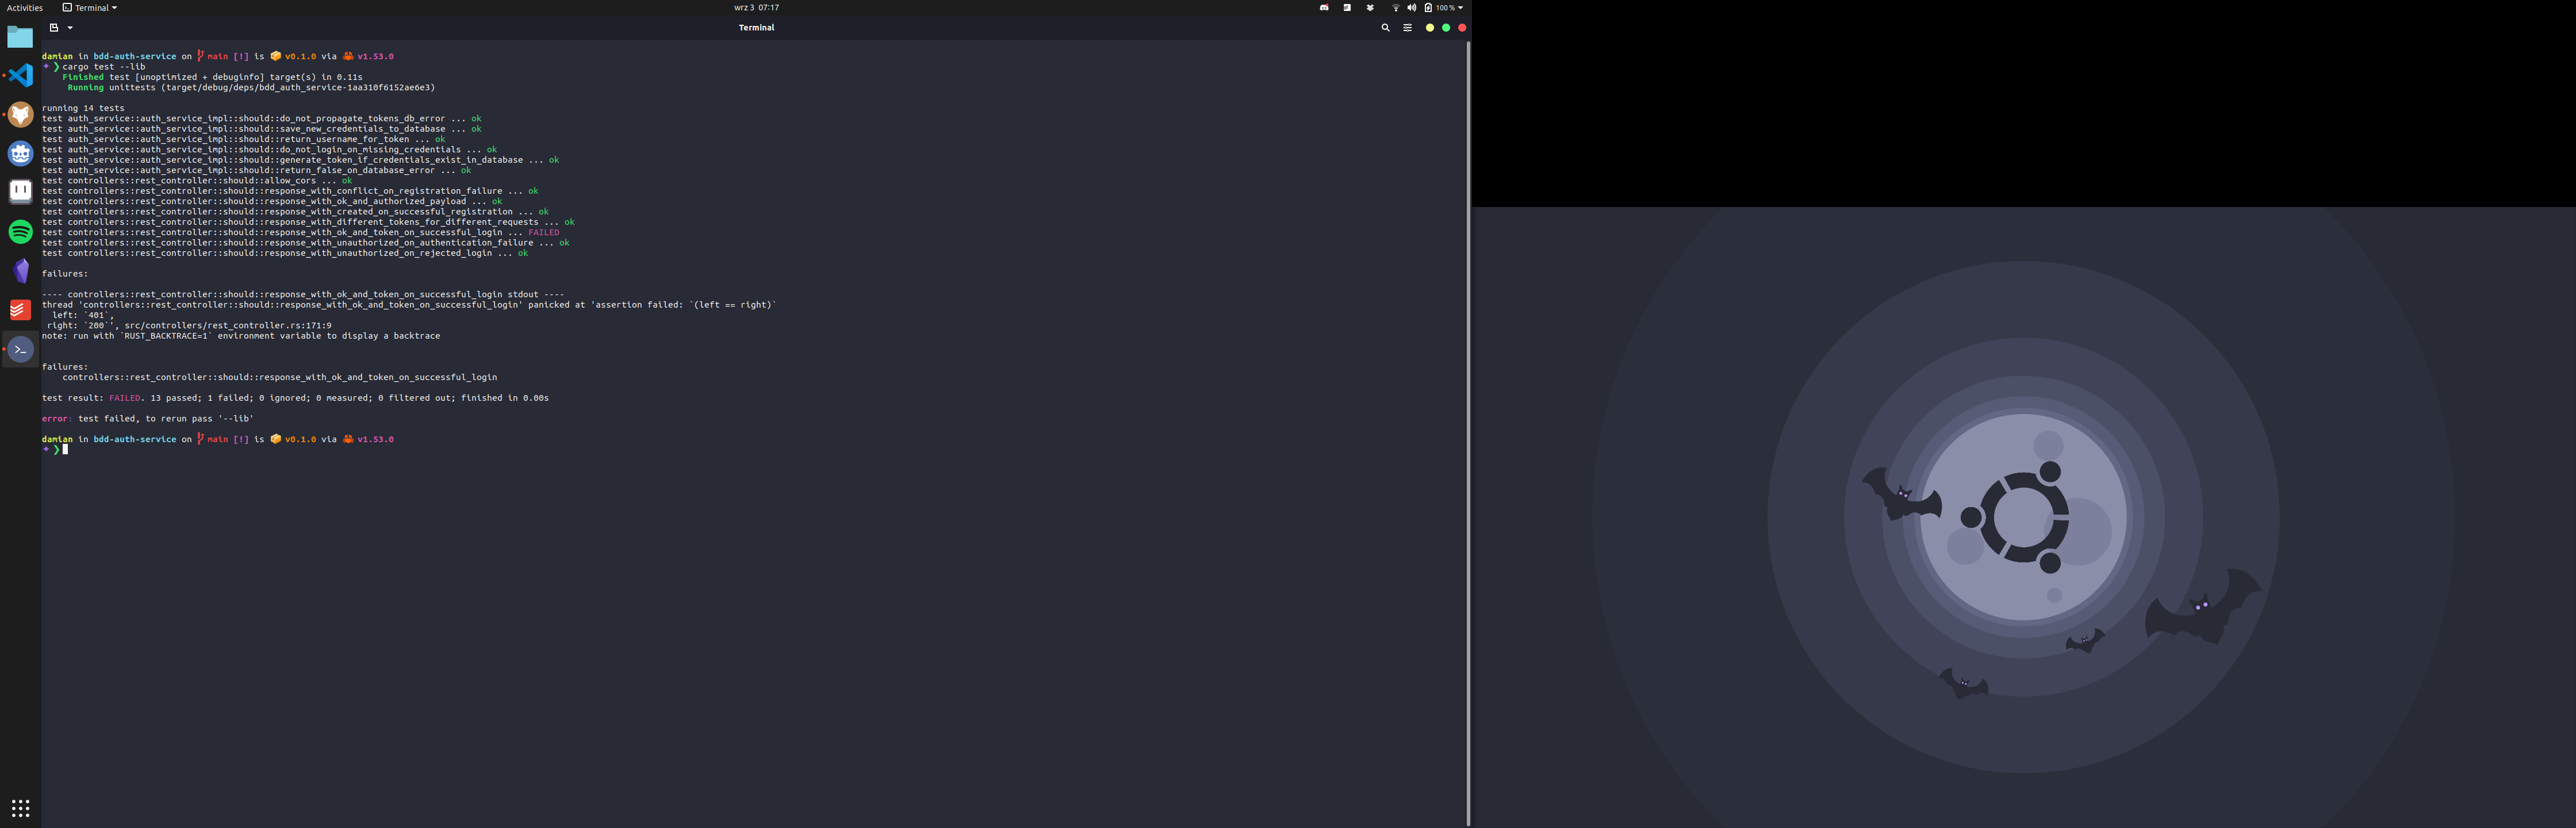 Activities Terminal wrz 3 07:17 100 %
Terminal
damian in bdd-auth-service on main [!] is v0.1.0 via v1.53.0
❯ cargo test --lib
Finished test [unoptimized + debuginfo] target(s) in 0.11s
Running unittests (target/debug/deps/bdd_auth_service-1aa310f6152ae6e3)
running 14 tests
test auth_service::auth_service_impl::should::do_not_propagate_tokens_db_error ... ok
test auth_service::auth_service_impl::should::save_new_credentials_to_database ... ok
test auth_service::auth_service_impl::should::return_username_for_token ... ok
test auth_service::auth_service_impl::should::do_not_login_on_missing_credentials ... ok
test auth_service::auth_service_impl::should::generate_token_if_credentials_exist_in_database ... ok
test auth_service::auth_service_impl::should::return_false_on_database_error ... ok
test controllers::rest_controller::should::allow_cors ... ok
test controllers::rest_controller::should::response_with_conflict_on_registration_failure ... ok
test controllers::rest_controller::should::response_with_ok_and_authorized_payload ... ok
test controllers::rest_controller::should::response_with_created_on_successful_registration ... ok
test controllers::rest_controller::should::response_with_different_tokens_for_different_requests ... ok
test controllers::rest_controller::should::response_with_ok_and_token_on_successful_login ... FAILED
test controllers::rest_controller::should::response_with_unauthorized_on_authentication_failure ... ok
test controllers::rest_controller::should::response_with_unauthorized_on_rejected_login ... ok
failures:
---- controllers::rest_controller::should::response_with_ok_and_token_on_successful_login stdout ----
thread 'controllers::rest_controller::should::response_with_ok_and_token_on_successful_login' panicked at 'assertion failed: `(left == right)`
left: `401`,
right: `200`', src/controllers/rest_controller.rs:171:9
note: run with `RUST_BACKTRACE=1` environment variable to display a backtrace
failures:
controllers::rest_controller::should::response_with_ok_and_token_on_successful_login
test result: FAILED. 13 passed; 1 failed; 0 ignored; 0 measured; 0 filtered out; finished in 0.00s
error: test failed, to rerun pass '--lib'
damian in bdd-auth-service on main [!] is v0.1.0 via v1.53.0
❯